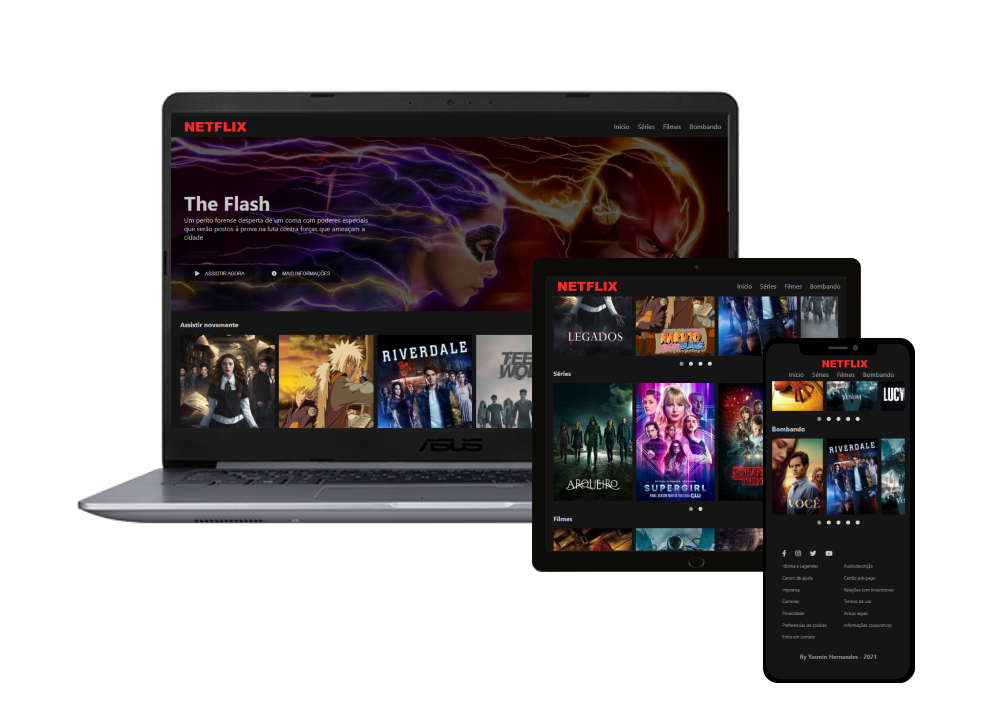 NETFLIX
Início Séries Filmes Bombando
The Flash
Um perito forense desperta de um coma com poderes especiais
que serão postos à prova na luta contra forças que ameaçam a
cidade
ASSISTIR AGORA
MAIS INFORMAÇÕES
Assistir novamente
RIVERDALE
TEEN
WOL
ASUS
NETFLIX
Início Séries Filmes Bombando
LEGADOS
NARUTO
Séries
ARQUEIRO
SUPERGIRL
Filmes
NETFLIX
Início Séries Filmes Bombando
VENOM
LUCY
Bombando
VOCÊ
RIVERDALE
Idioma e Legendas
Audiodescrição
Centro de ajuda
Cartão pré-pago
Imprensa
Relações com investidores
Carreiras
Termos de uso
Privacidade
Avisos legais
Preferencias de cookies
Informações corporativas
Entre em contato
By Yasmin Hernandes - 2021